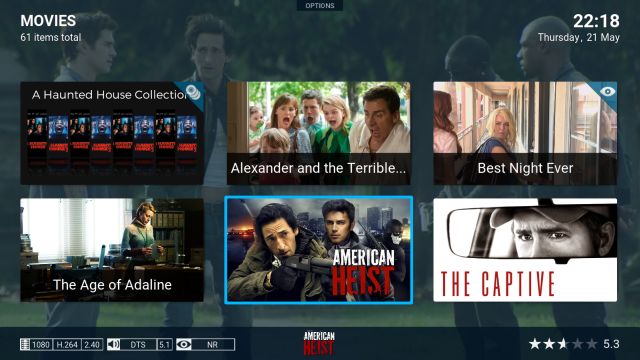 OPTIONS
MOVIES
61 items total
22:18
Thursday, 21 May
A Haunted House Collection
Alexander and the Terrible...
Best Night Ever
The Age of Adaline
AMERICAN
HEIST
THE CAPTIVE
1080 H.264 2.40 DTS 5.1 NR
AMERICAN
HEIST
5.3